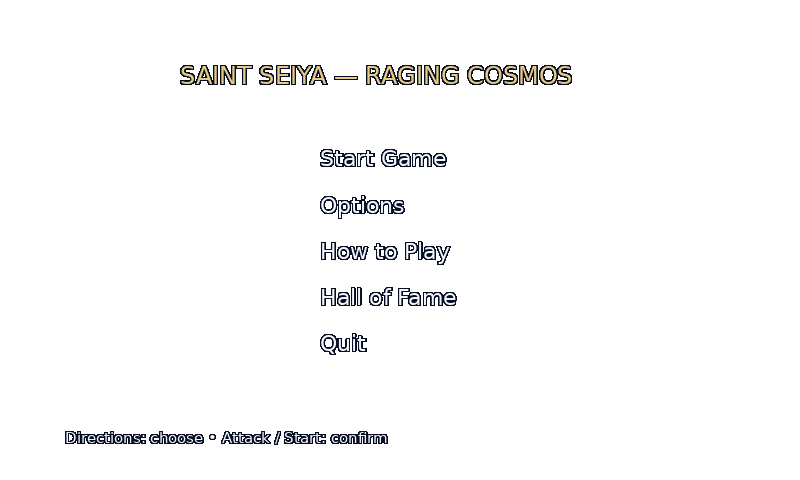 SAINT SEIYA — RAGING COSMOS
Start Game
Options
How to Play
Hall of Fame
Quit
Directions: choose • Attack / Start: confirm